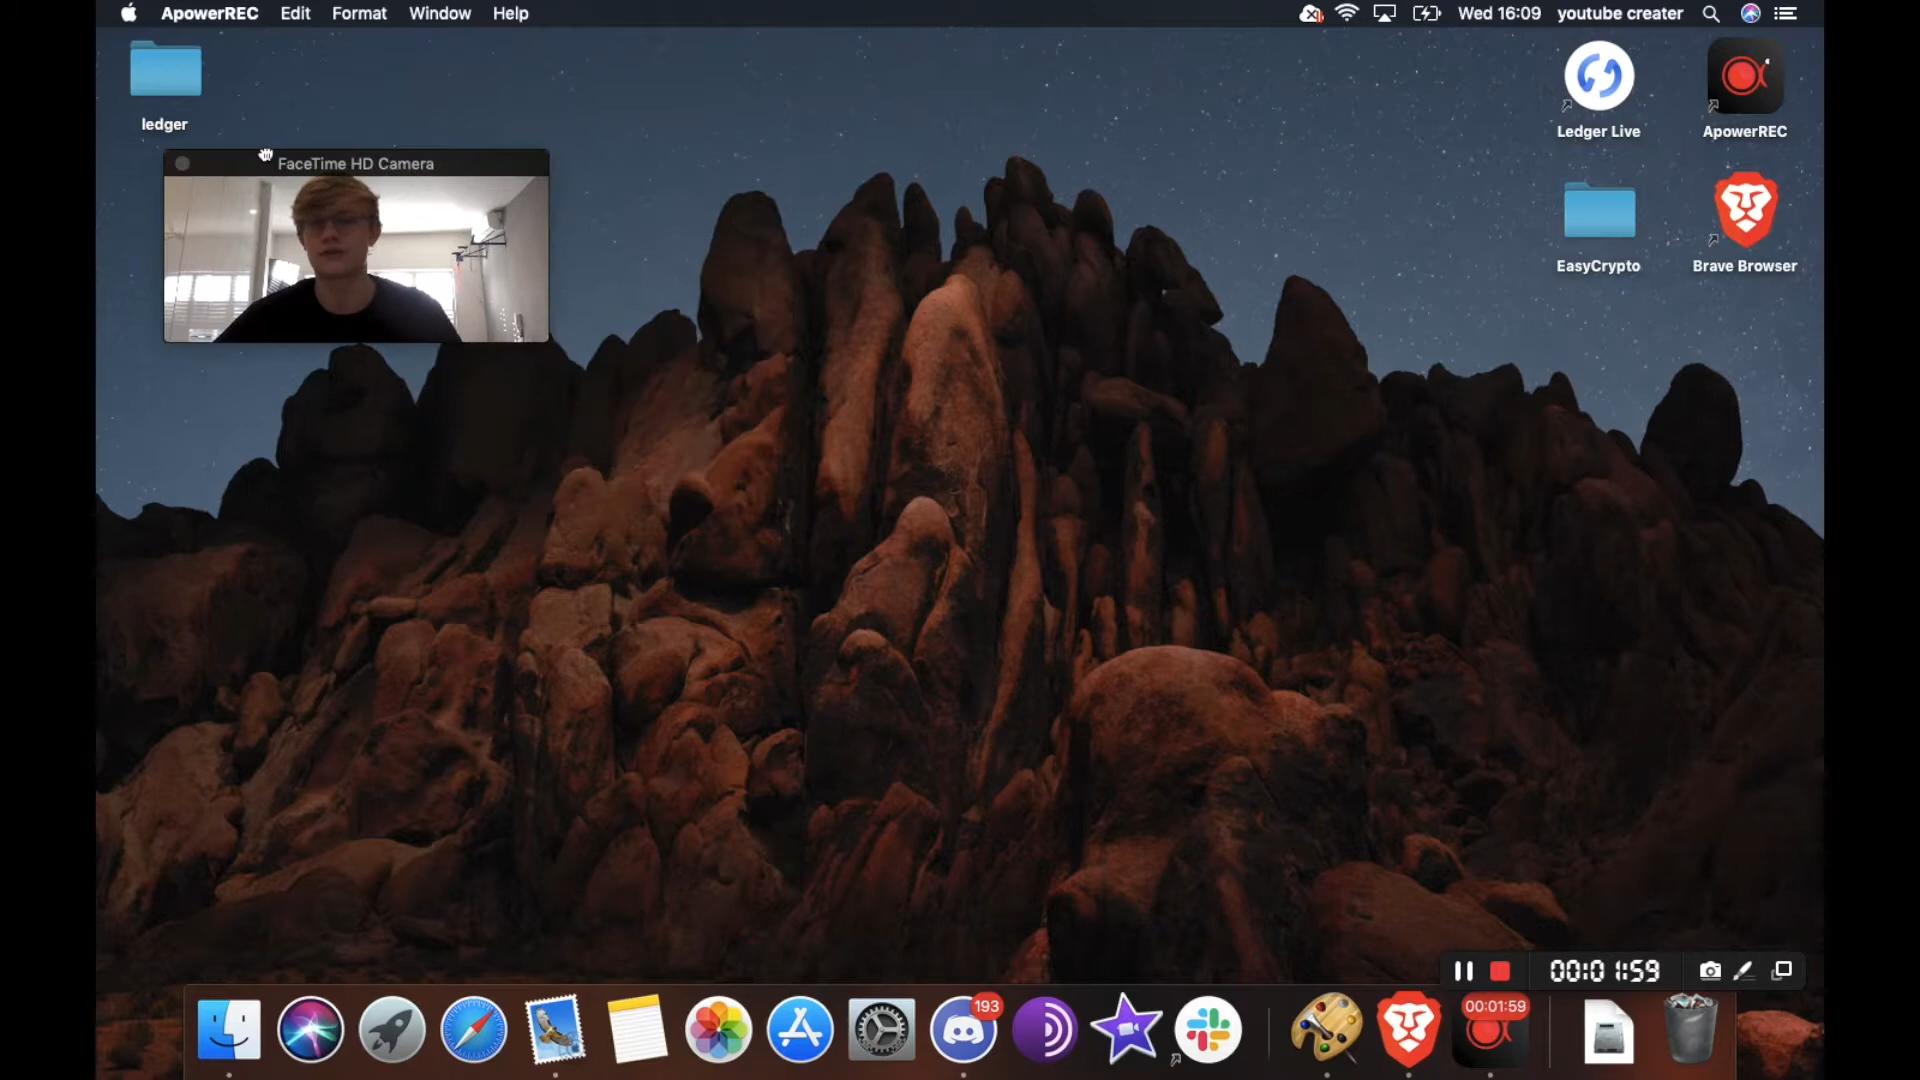 ApowerREC Edit Format Window Help Wed 16:09 youtube creater
ledger
Ledger Live
ApowerREC
FaceTime HD Camera
EasyCrypto
Brave Browser
00:01:59
193
00:01:59